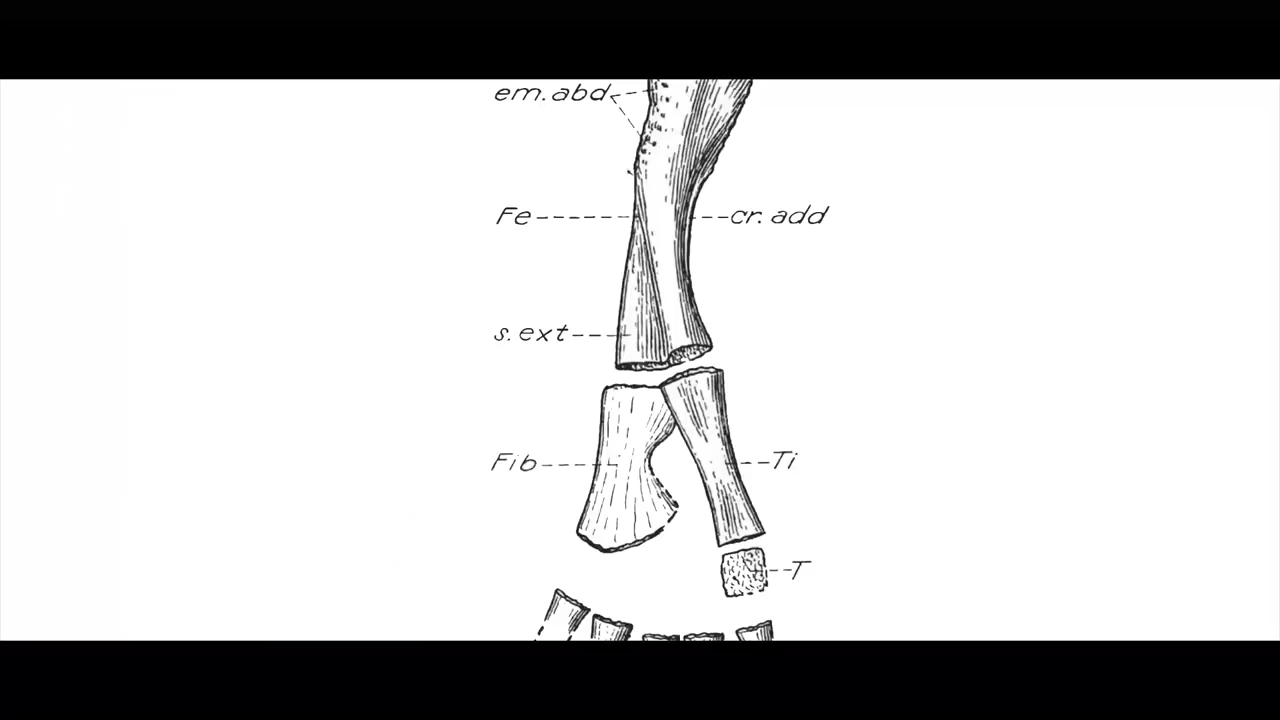 em. abd
Fe
cr. add
s. ext
Fib
Ti
T